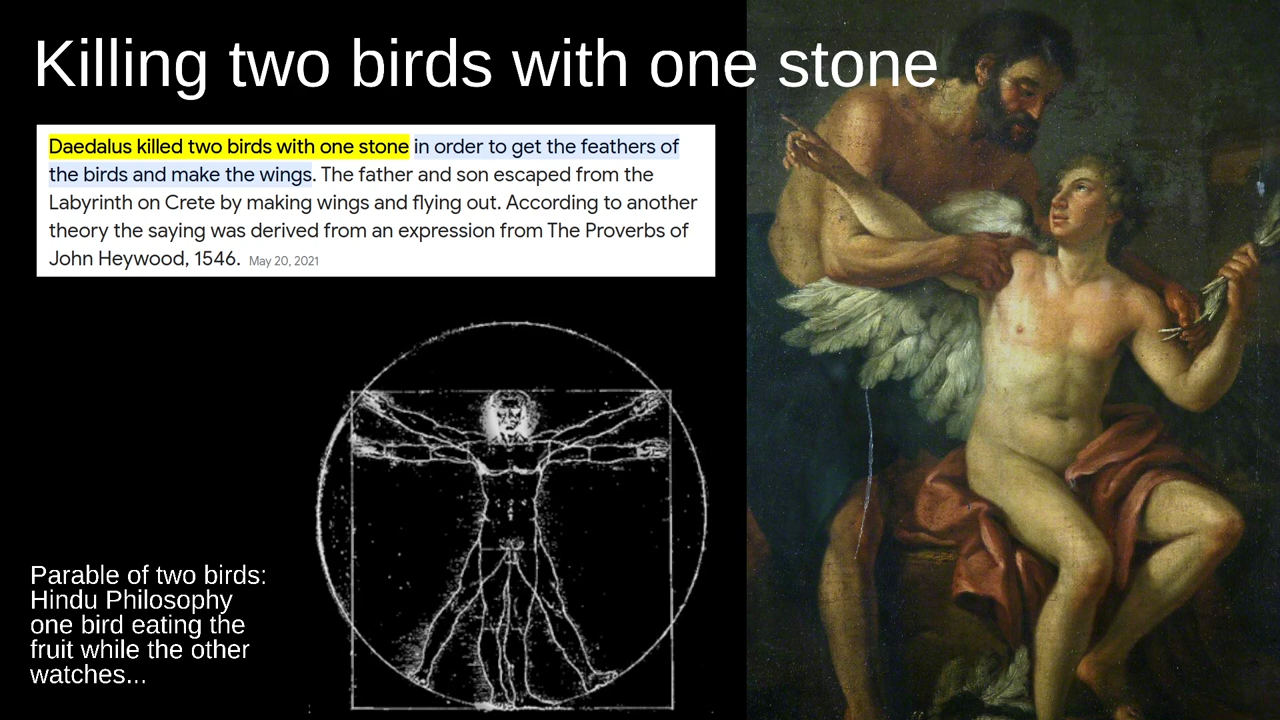 Killing two birds with one stone
Daedalus killed two birds with one stone in order to get the feathers of
the birds and make the wings. The father and son escaped from the
Labyrinth on Crete by making wings and flying out. According to another
theory the saying was derived from an expression from The Proverbs of
John Heywood, 1546. May 20, 2021
Parable of two birds:
Hindu Philosophy
one bird eating the
fruit while the other
watches...